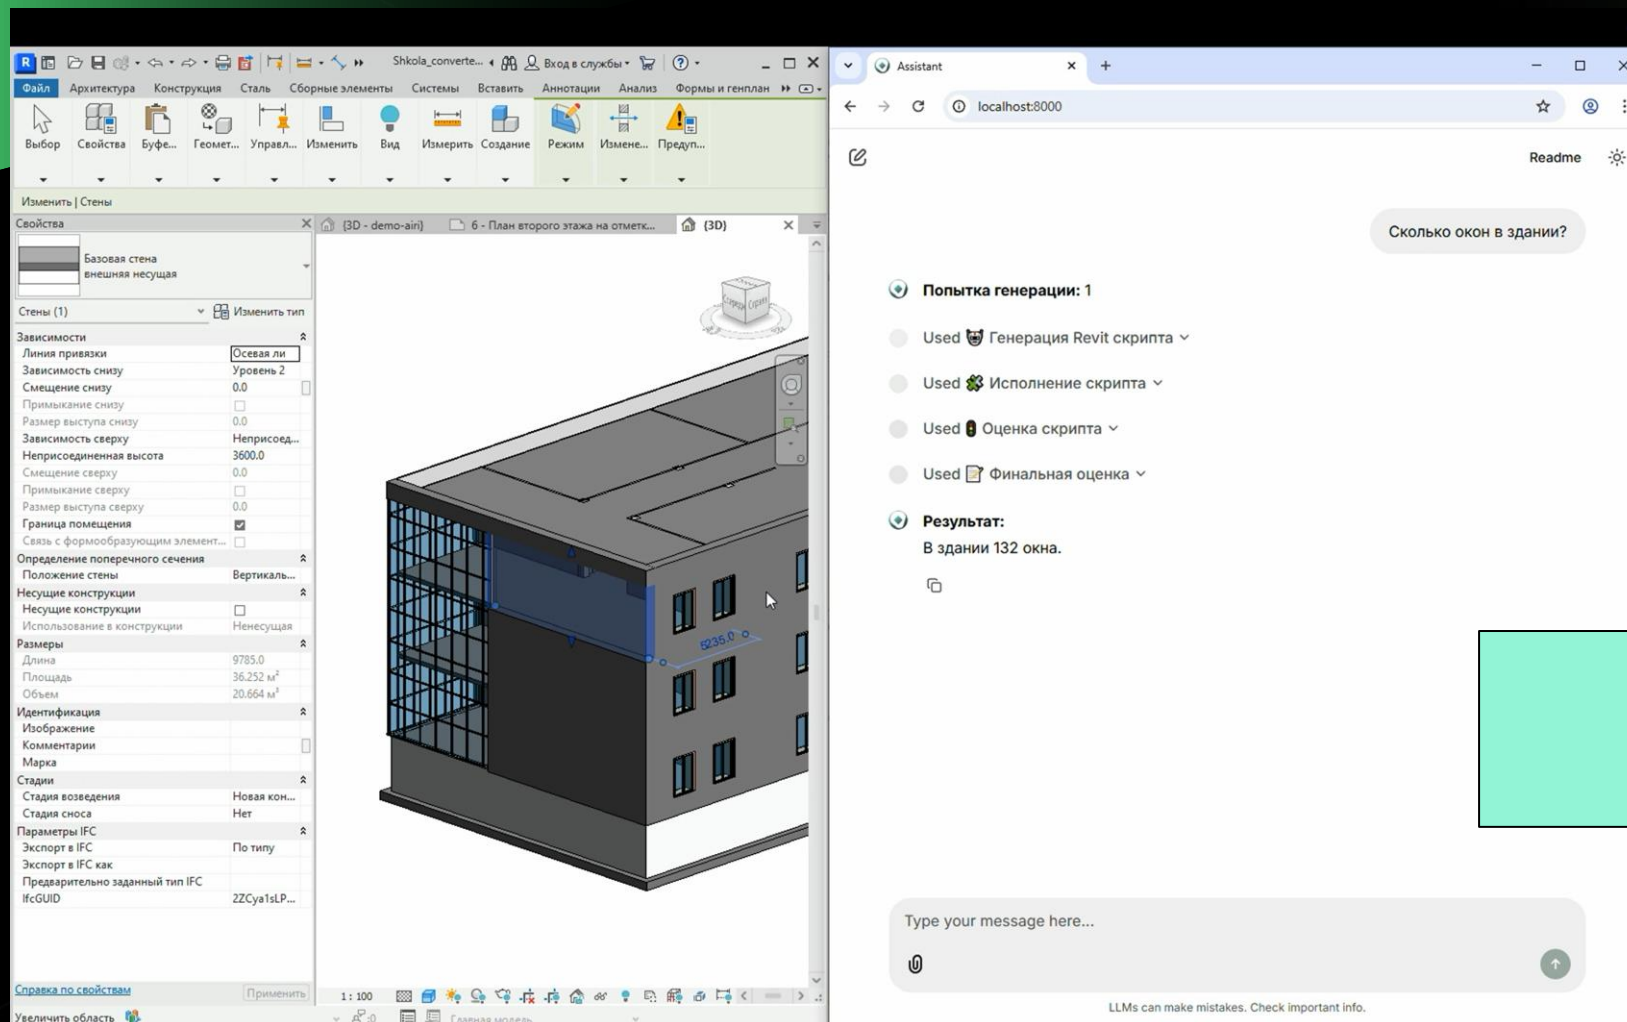 Shkola_converte...
Вход в службы
Файл Архитектура Конструкция Сталь Сборные элементы Системы Вставить Аннотации Анализ Формы и генплан
Выбор Свойства Буфе... Геомет... Управл... Изменить Вид Измерить Создание Режим Измене... Предуп...
Изменить | Стены
Свойства
{3D - demo-airi}
6 - План второго этажа на отметк...
{3D}
Базовая стена
внешняя несущая
Стены (1)
Изменить тип
Зависимости
Линия привязки Осевая ли
Зависимость снизу Уровень 2
Смещение снизу 0.0
Примыкание снизу
Размер выступа снизу 0.0
Зависимость сверху Неприсоед...
Неприсоединенная высота 3600.0
Смещение сверху 0.0
Примыкание сверху
Размер выступа сверху 0.0
Граница помещения
Связь с формообразующим элемент...
Определение поперечного сечения
Положение стены Вертикаль...
Несущие конструкции
Несущие конструкции
Использование в конструкции Ненесущая
Размеры
Длина 9785.0
Площадь 36.252 м²
Объем 20.664 м³
Идентификация
Изображение
Комментарии
Марка
Стадии
Стадия возведения Новая кон...
Стадия сноса Нет
Параметры IFC
Экспорт в IFC По типу
Экспорт в IFC как
Предварительно заданный тип IFC
IfcGUID 2ZCya1sLP...
Справка по свойствам
Применить
5235.0
1 : 100
Увеличить область
:0
Главная модель
Assistant
localhost:8000
Readme
Сколько окон в здании?
Попытка генерации: 1
Used Генерация Revit скрипта
Used Исполнение скрипта
Used Оценка скрипта
Used Финальная оценка
Результат:
В здании 132 окна.
Type your message here...
LLMs can make mistakes. Check important info.